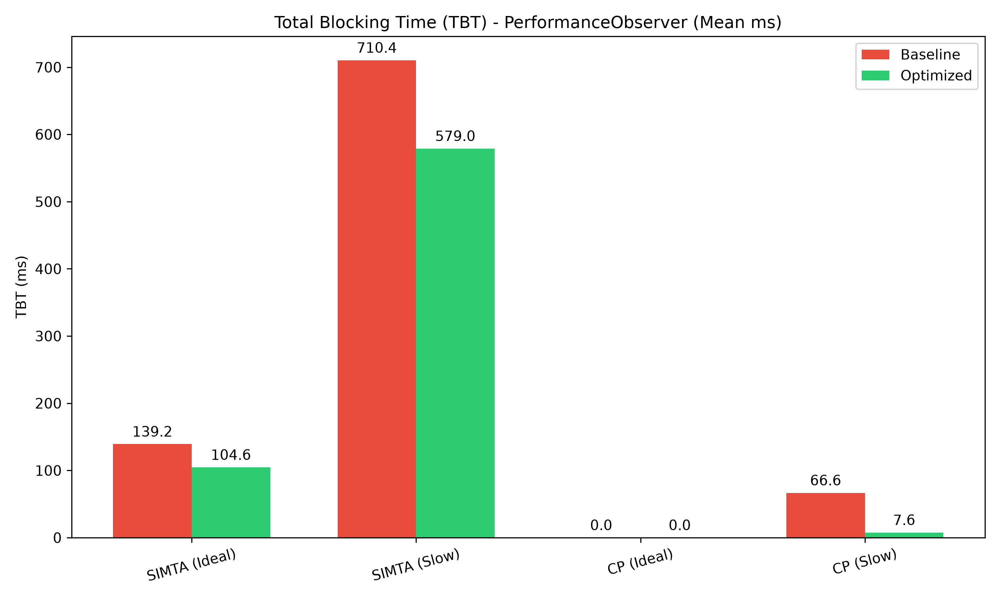 Total Blocking Time (TBT) - PerformanceObserver (Mean ms)
Baseline
Optimized
TBT (ms)
700
600
500
400
300
200
100
0
139.2
104.6
710.4
579.0
0.0
0.0
66.6
7.6
SIMTA (Ideal)
SIMTA (Slow)
CP (Ideal)
CP (Slow)